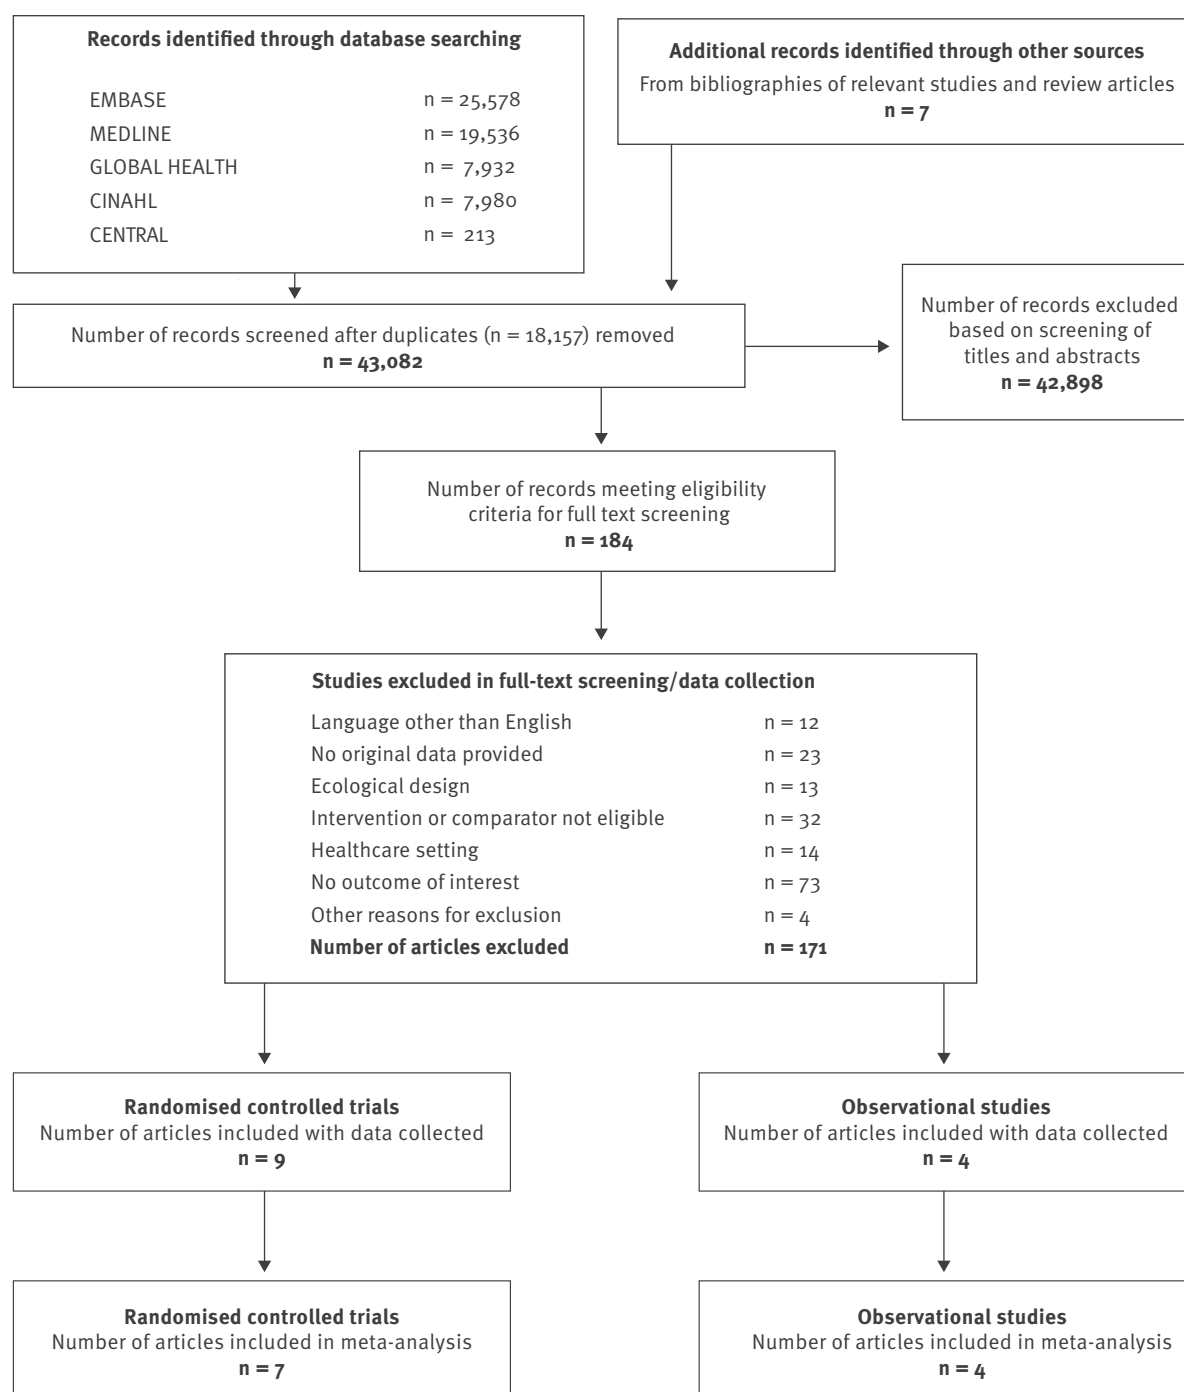 Records identified through database searching
EMBASE n = 25,578
MEDLINE n = 19,536
GLOBAL HEALTH n = 7,932
CINAHL n = 7,980
CENTRAL n = 213
Additional records identified through other sources
From bibliographies of relevant studies and review articles
n = 7
Number of records screened after duplicates (n = 18,157) removed
n = 43,082
Number of records excluded
based on screening of
titles and abstracts
n = 42,898
Number of records meeting eligibility
criteria for full text screening
n = 184
Studies excluded in full-text screening/data collection
Language other than English n = 12
No original data provided n = 23
Ecological design n = 13
Intervention or comparator not eligible n = 32
Healthcare setting n = 14
No outcome of interest n = 73
Other reasons for exclusion n = 4
Number of articles excluded n = 171
Randomised controlled trials
Number of articles included with data collected
n = 9
Observational studies
Number of articles included with data collected
n = 4
Randomised controlled trials
Number of articles included in meta-analysis
n = 7
Observational studies
Number of articles included in meta-analysis
n = 4